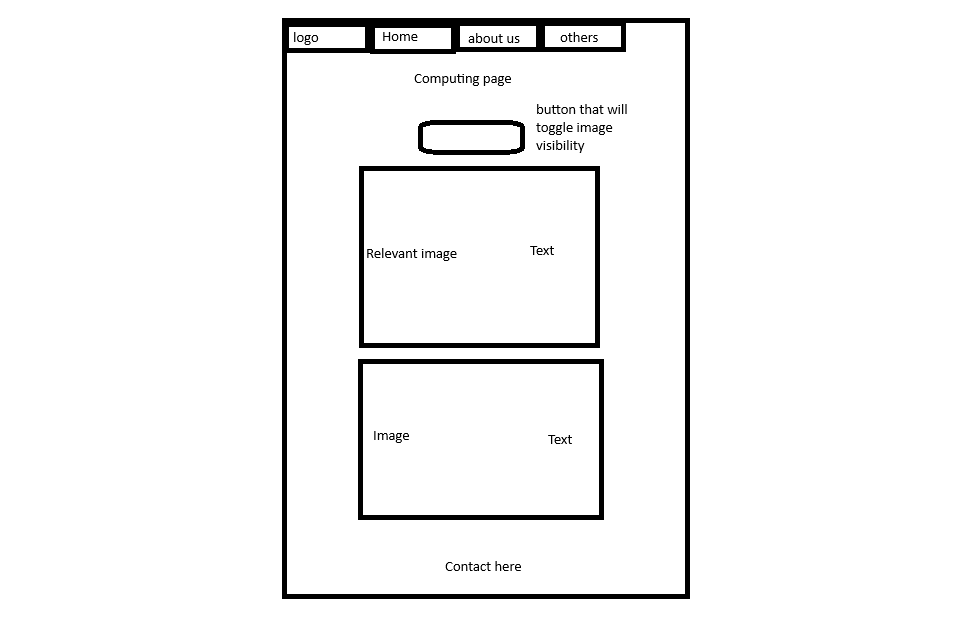 logo
Home
about us
others
Computing page
button that will
toggle image
visibility
Relevant image
Text
Image
Text
Contact here